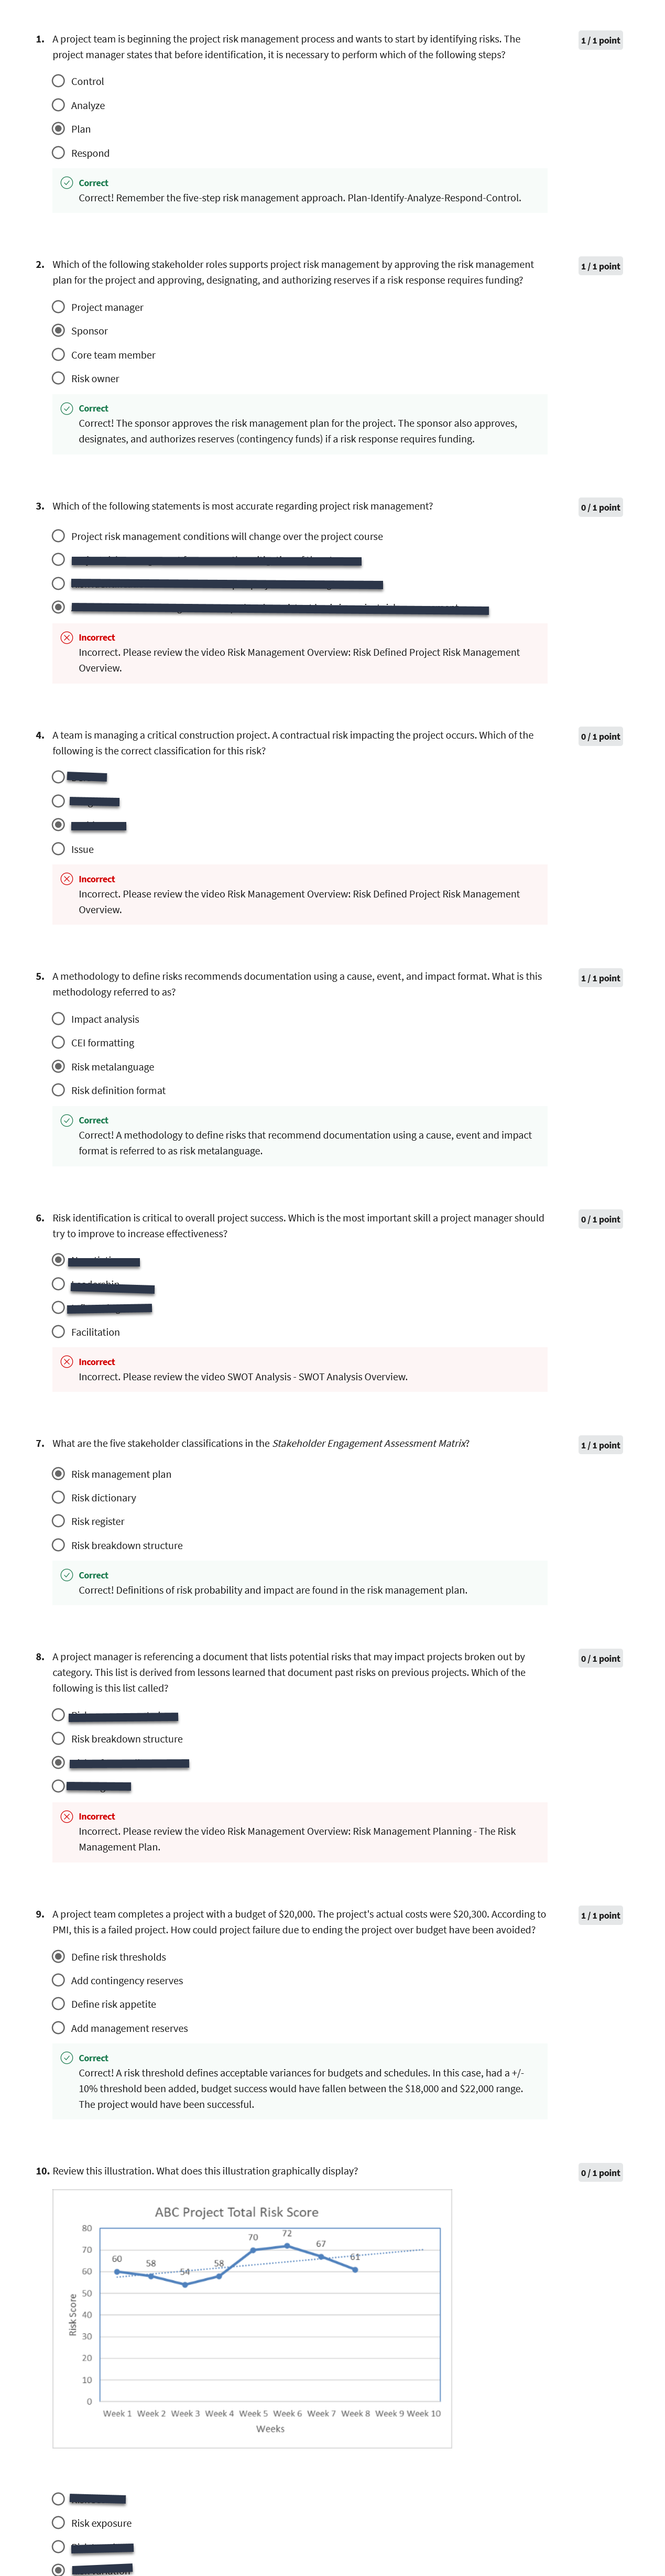 1. A project team is beginning the project risk management process and wants to start by identifying risks. The
project manager states that before identification, it is necessary to perform which of the following steps?
1 / 1 point
Control
Analyze
Plan
Respond
Correct
Correct! Remember the five-step risk management approach. Plan-Identify-Analyze-Respond-Control.
2. Which of the following stakeholder roles supports project risk management by approving the risk management
plan for the project and approving, designating, and authorizing reserves if a risk response requires funding?
1 / 1 point
Project manager
Sponsor
Core team member
Risk owner
Correct
Correct! The sponsor approves the risk management plan for the project. The sponsor also approves,
designates, and authorizes reserves (contingency funds) if a risk response requires funding.
3. Which of the following statements is most accurate regarding project risk management?
0 / 1 point
Project risk management conditions will change over the project course
Incorrect
Incorrect. Please review the video Risk Management Overview: Risk Defined Project Risk Management
Overview.
4. A team is managing a critical construction project. A contractual risk impacting the project occurs. Which of the
following is the correct classification for this risk?
0 / 1 point
Issue
Incorrect
Incorrect. Please review the video Risk Management Overview: Risk Defined Project Risk Management
Overview.
5. A methodology to define risks recommends documentation using a cause, event, and impact format. What is this
methodology referred to as?
1 / 1 point
Impact analysis
CEI formatting
Risk metalanguage
Risk definition format
Correct
Correct! A methodology to define risks that recommend documentation using a cause, event and impact
format is referred to as risk metalanguage.
6. Risk identification is critical to overall project success. Which is the most important skill a project manager should
try to improve to increase effectiveness?
0 / 1 point
Facilitation
Incorrect
Incorrect. Please review the video SWOT Analysis - SWOT Analysis Overview.
7. What are the five stakeholder classifications in the Stakeholder Engagement Assessment Matrix?
1 / 1 point
Risk management plan
Risk dictionary
Risk register
Risk breakdown structure
Correct
Correct! Definitions of risk probability and impact are found in the risk management plan.
8. A project manager is referencing a document that lists potential risks that may impact projects broken out by
category. This list is derived from lessons learned that document past risks on previous projects. Which of the
following is this list called?
0 / 1 point
Risk breakdown structure
Incorrect
Incorrect. Please review the video Risk Management Overview: Risk Management Planning - The Risk
Management Plan.
9. A project team completes a project with a budget of $20,000. The project's actual costs were $20,300. According to
PMI, this is a failed project. How could project failure due to ending the project over budget have been avoided?
1 / 1 point
Define risk thresholds
Add contingency reserves
Define risk appetite
Add management reserves
Correct
Correct! A risk threshold defines acceptable variances for budgets and schedules. In this case, had a +/-
10% threshold been added, budget success would have fallen between the $18,000 and $22,000 range.
The project would have been successful.
10. Review this illustration. What does this illustration graphically display?
0 / 1 point
ABC Project Total Risk Score
80
70
60
50
40
30
20
10
0
Risk Score
60 58 54 58 70 72 67 61
Week 1 Week 2 Week 3 Week 4 Week 5 Week 6 Week 7 Week 8 Week 9 Week 10
Weeks
Risk exposure